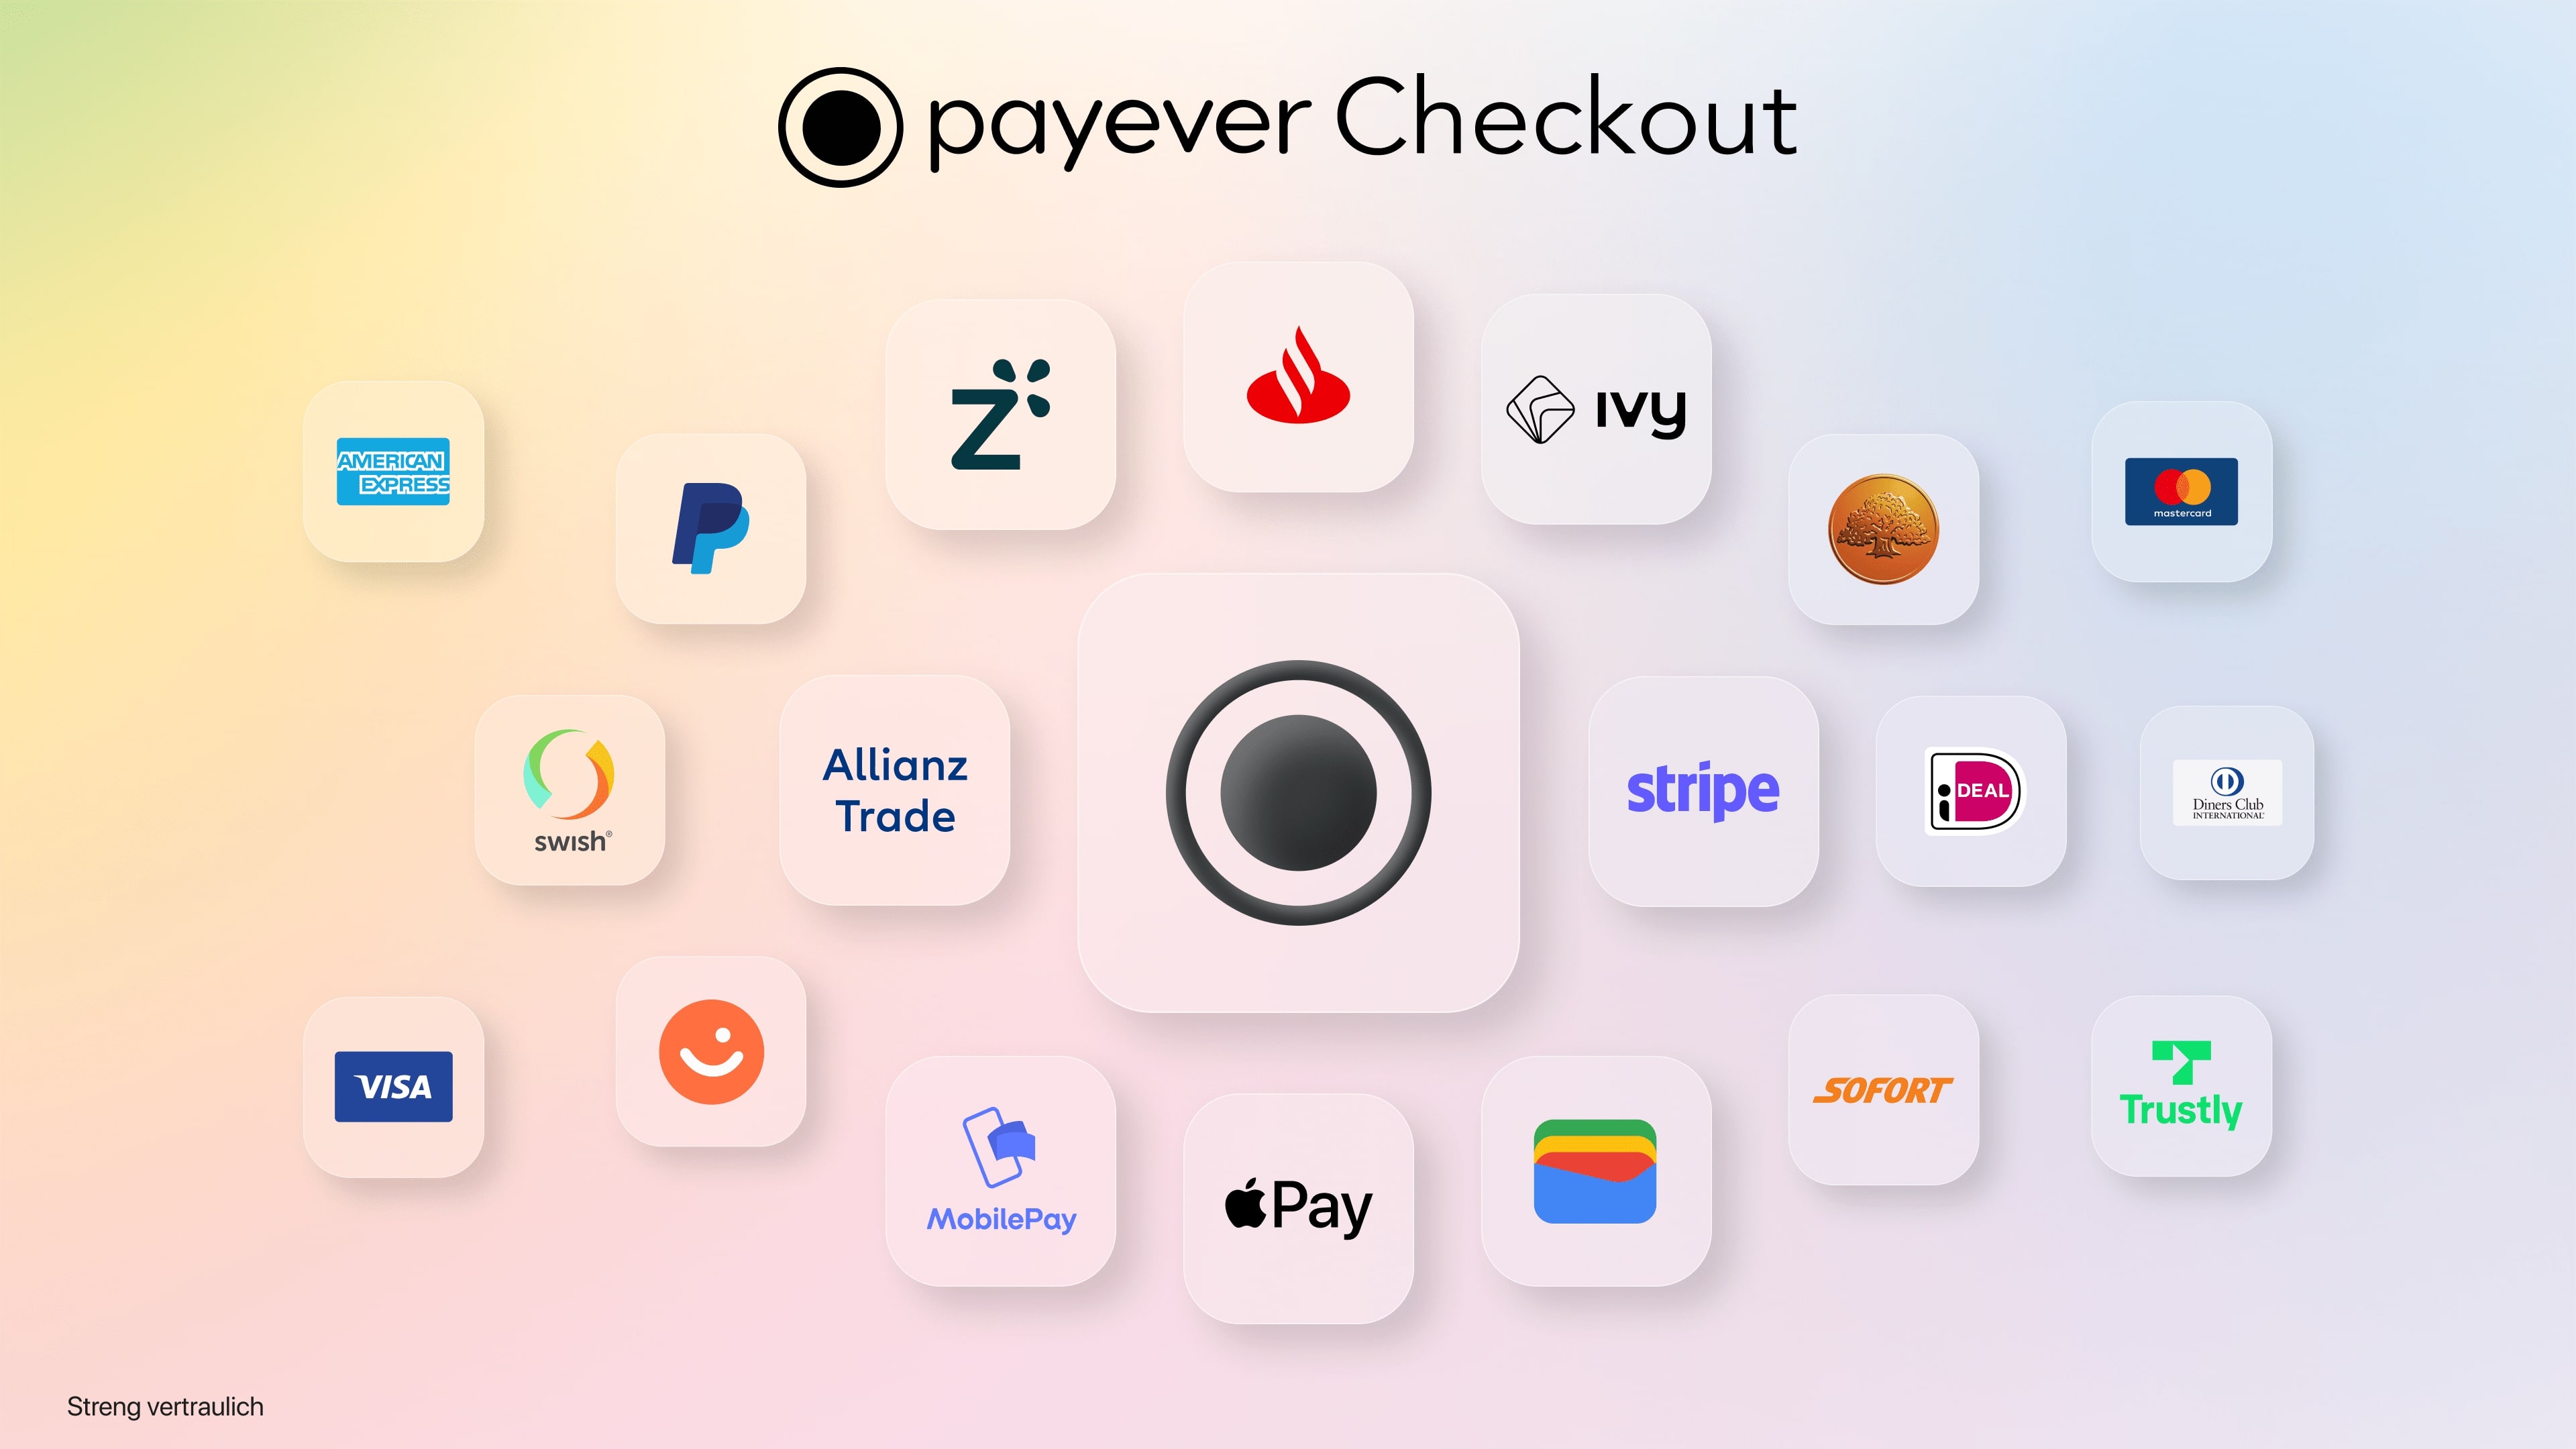 payever Checkout
IVY
AMERICAN
EXPRESS
mastercard
swish®
Allianz
Trade
stripe
iDEAL
Diners Club
INTERNATIONAL
VISA
MobilePay
Pay
SOFORT
Trustly
Streng vertraulich